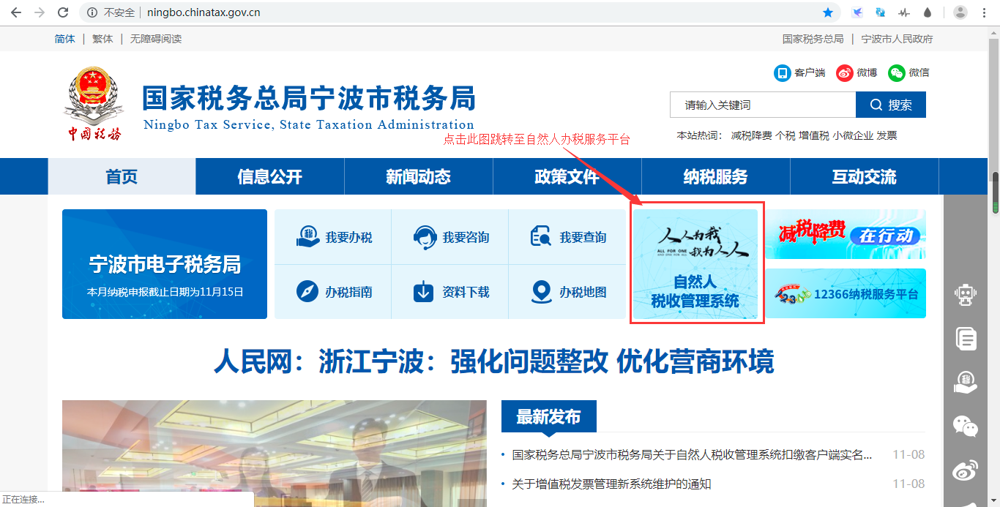 不安全 ningbo.chinatax.gov.cn
简体 | 繁体 | 无障碍阅读
国家税务总局 | 宁波市人民政府
客户端 微博 微信
国家税务总局宁波市税务局
Ningbo Tax Service, State Taxation Administration
中国税务
请输入关键词 搜索
点击此图跳转至自然人办税服务平台
本站热词: 减税降费 个税 增值税 小微企业 发票
首页 信息公开 新闻动态 政策文件 纳税服务 互动交流
宁波市电子税务局
本月纳税申报截止日期为11月15日
我要办税 我要咨询 我要查询
办税指南 资料下载 办税地图
人人为我
ALL FOR ONE
我为人人
自然人
税收管理系统
减税降费 在行动
12366纳税服务平台
人民网：浙江宁波：强化问题整改 优化营商环境
最新发布
国家税务总局宁波市税务局关于自然人税收管理系统扣缴客户端实名... 11-08
关于增值税发票管理新系统维护的通知 11-08
正在连接...